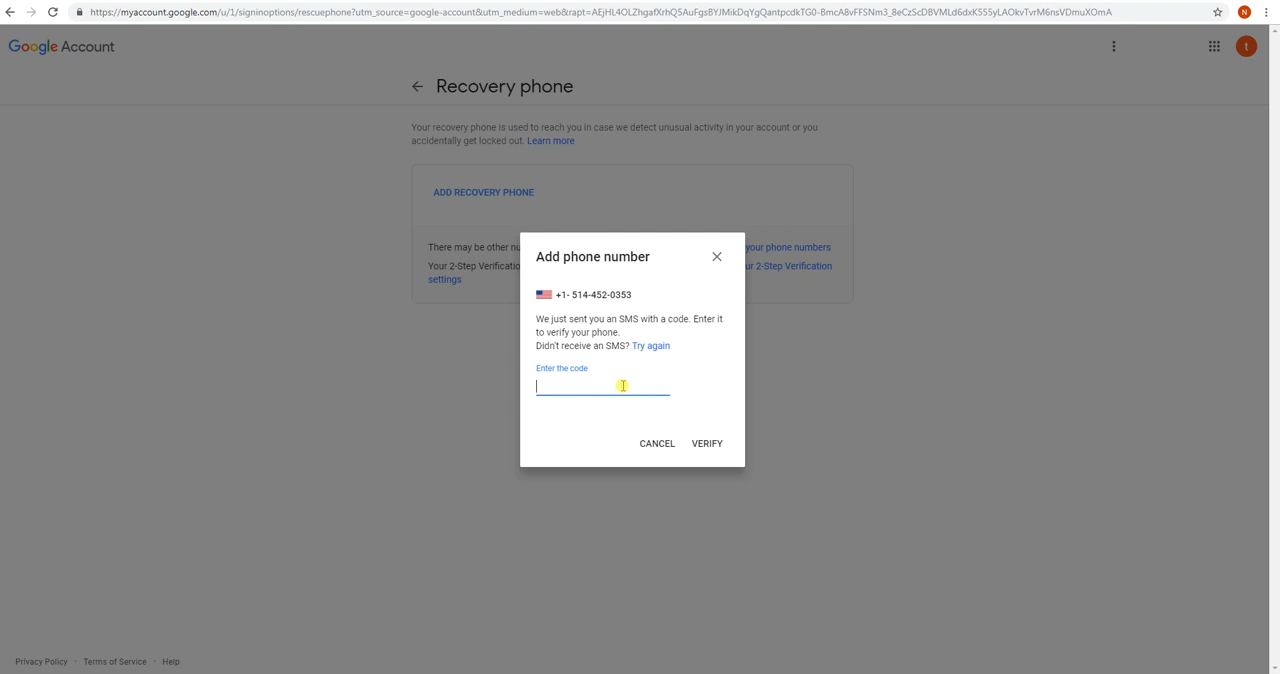 https://myaccount.google.com/u/1/signinoptions/rescuephone?utm_source=google-account&utm_medium=web&rapt=AEjHL4OLZhgafXrhQ5AuFgsBYJMikDqYgQantpcdkTG0-BmcA8vFFSNm3_8eCzScDBVMLd6dxK555yLAOkvTvrM6nsVDmuXOmA
N
Google Account
t
Recovery phone
Your recovery phone is used to reach you in case we detect unusual activity in your account or you
accidentally get locked out. Learn more
ADD RECOVERY PHONE
There may be other nu
your phone numbers
Your 2-Step Verificatio
ur 2-Step Verification
settings
Add phone number
+1- 514-452-0353
We just sent you an SMS with a code. Enter it
to verify your phone.
Didn't receive an SMS? Try again
Enter the code
CANCEL VERIFY
Privacy Policy · Terms of Service · Help